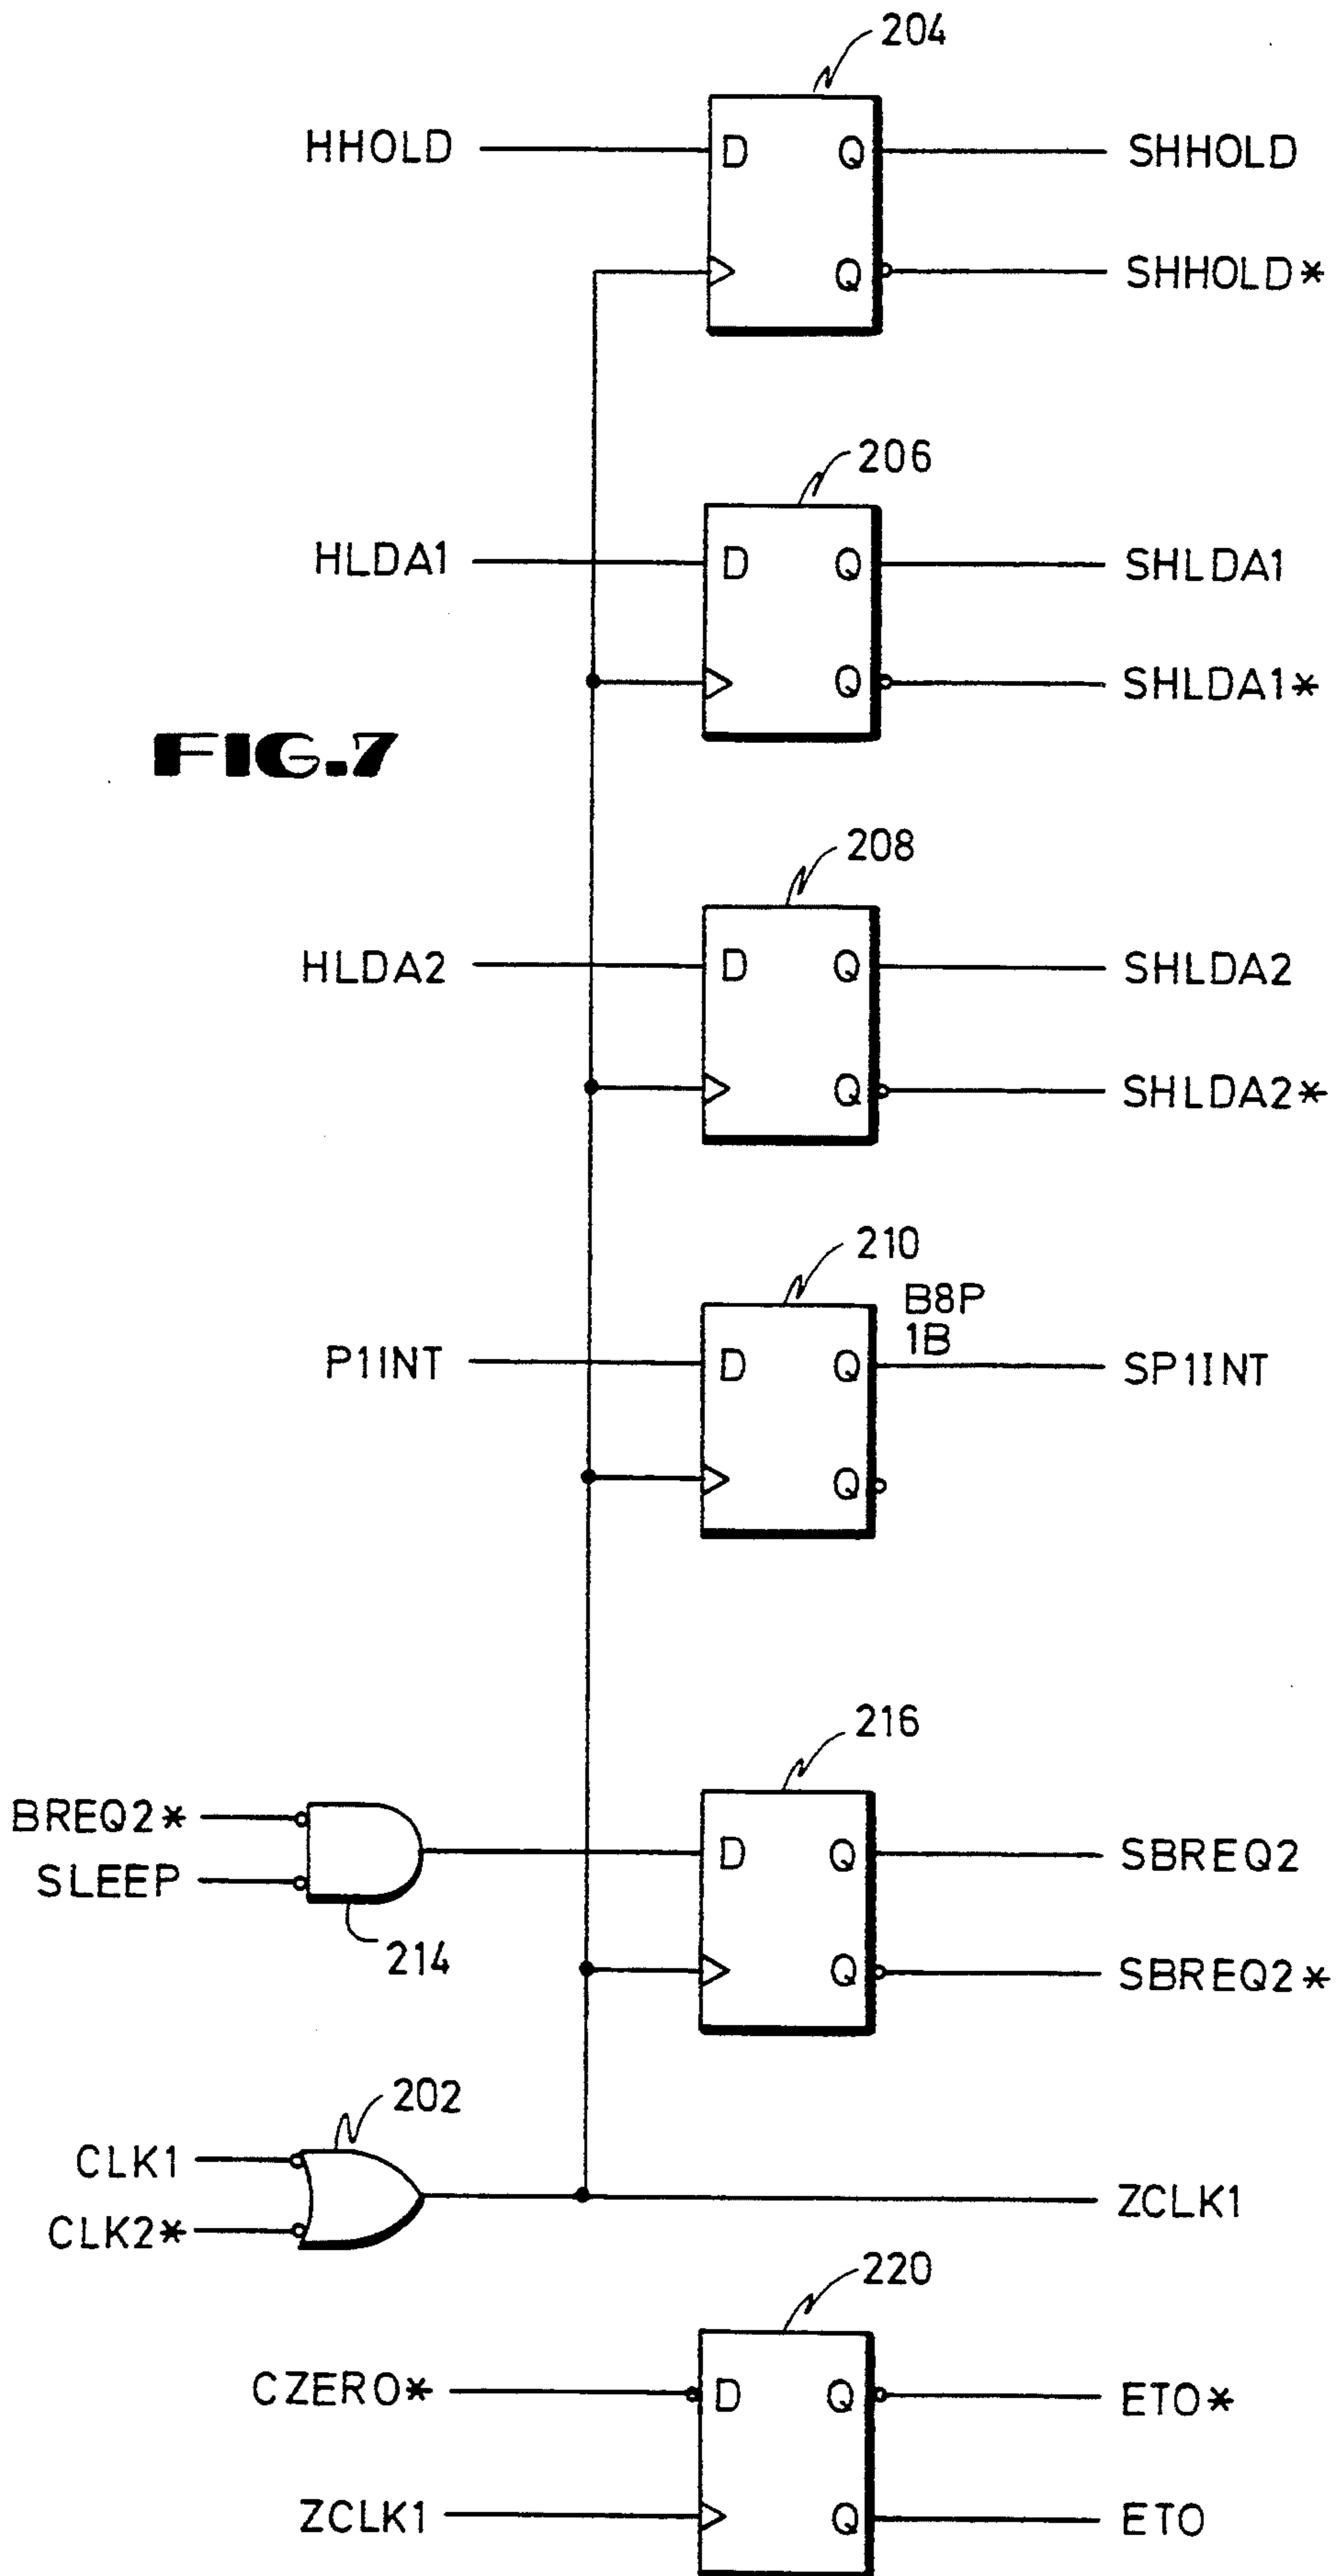 204
HHOLD D Q SHHOLD
Q SHHOLD*
206
HLDA1 D Q SHLDA1
Q SHLDA1*
FIG.7
208
HLDA2 D Q SHLDA2
Q SHLDA2*
210
B8P
1B
P1INT D Q SP1INT
Q
216
BREQ2*
D Q SBREQ2
SLEEP
214
Q SBREQ2*
202
CLK1
ZCLK1
CLK2*
220
CZERO* D Q ETO*
ZCLK1 Q ETO